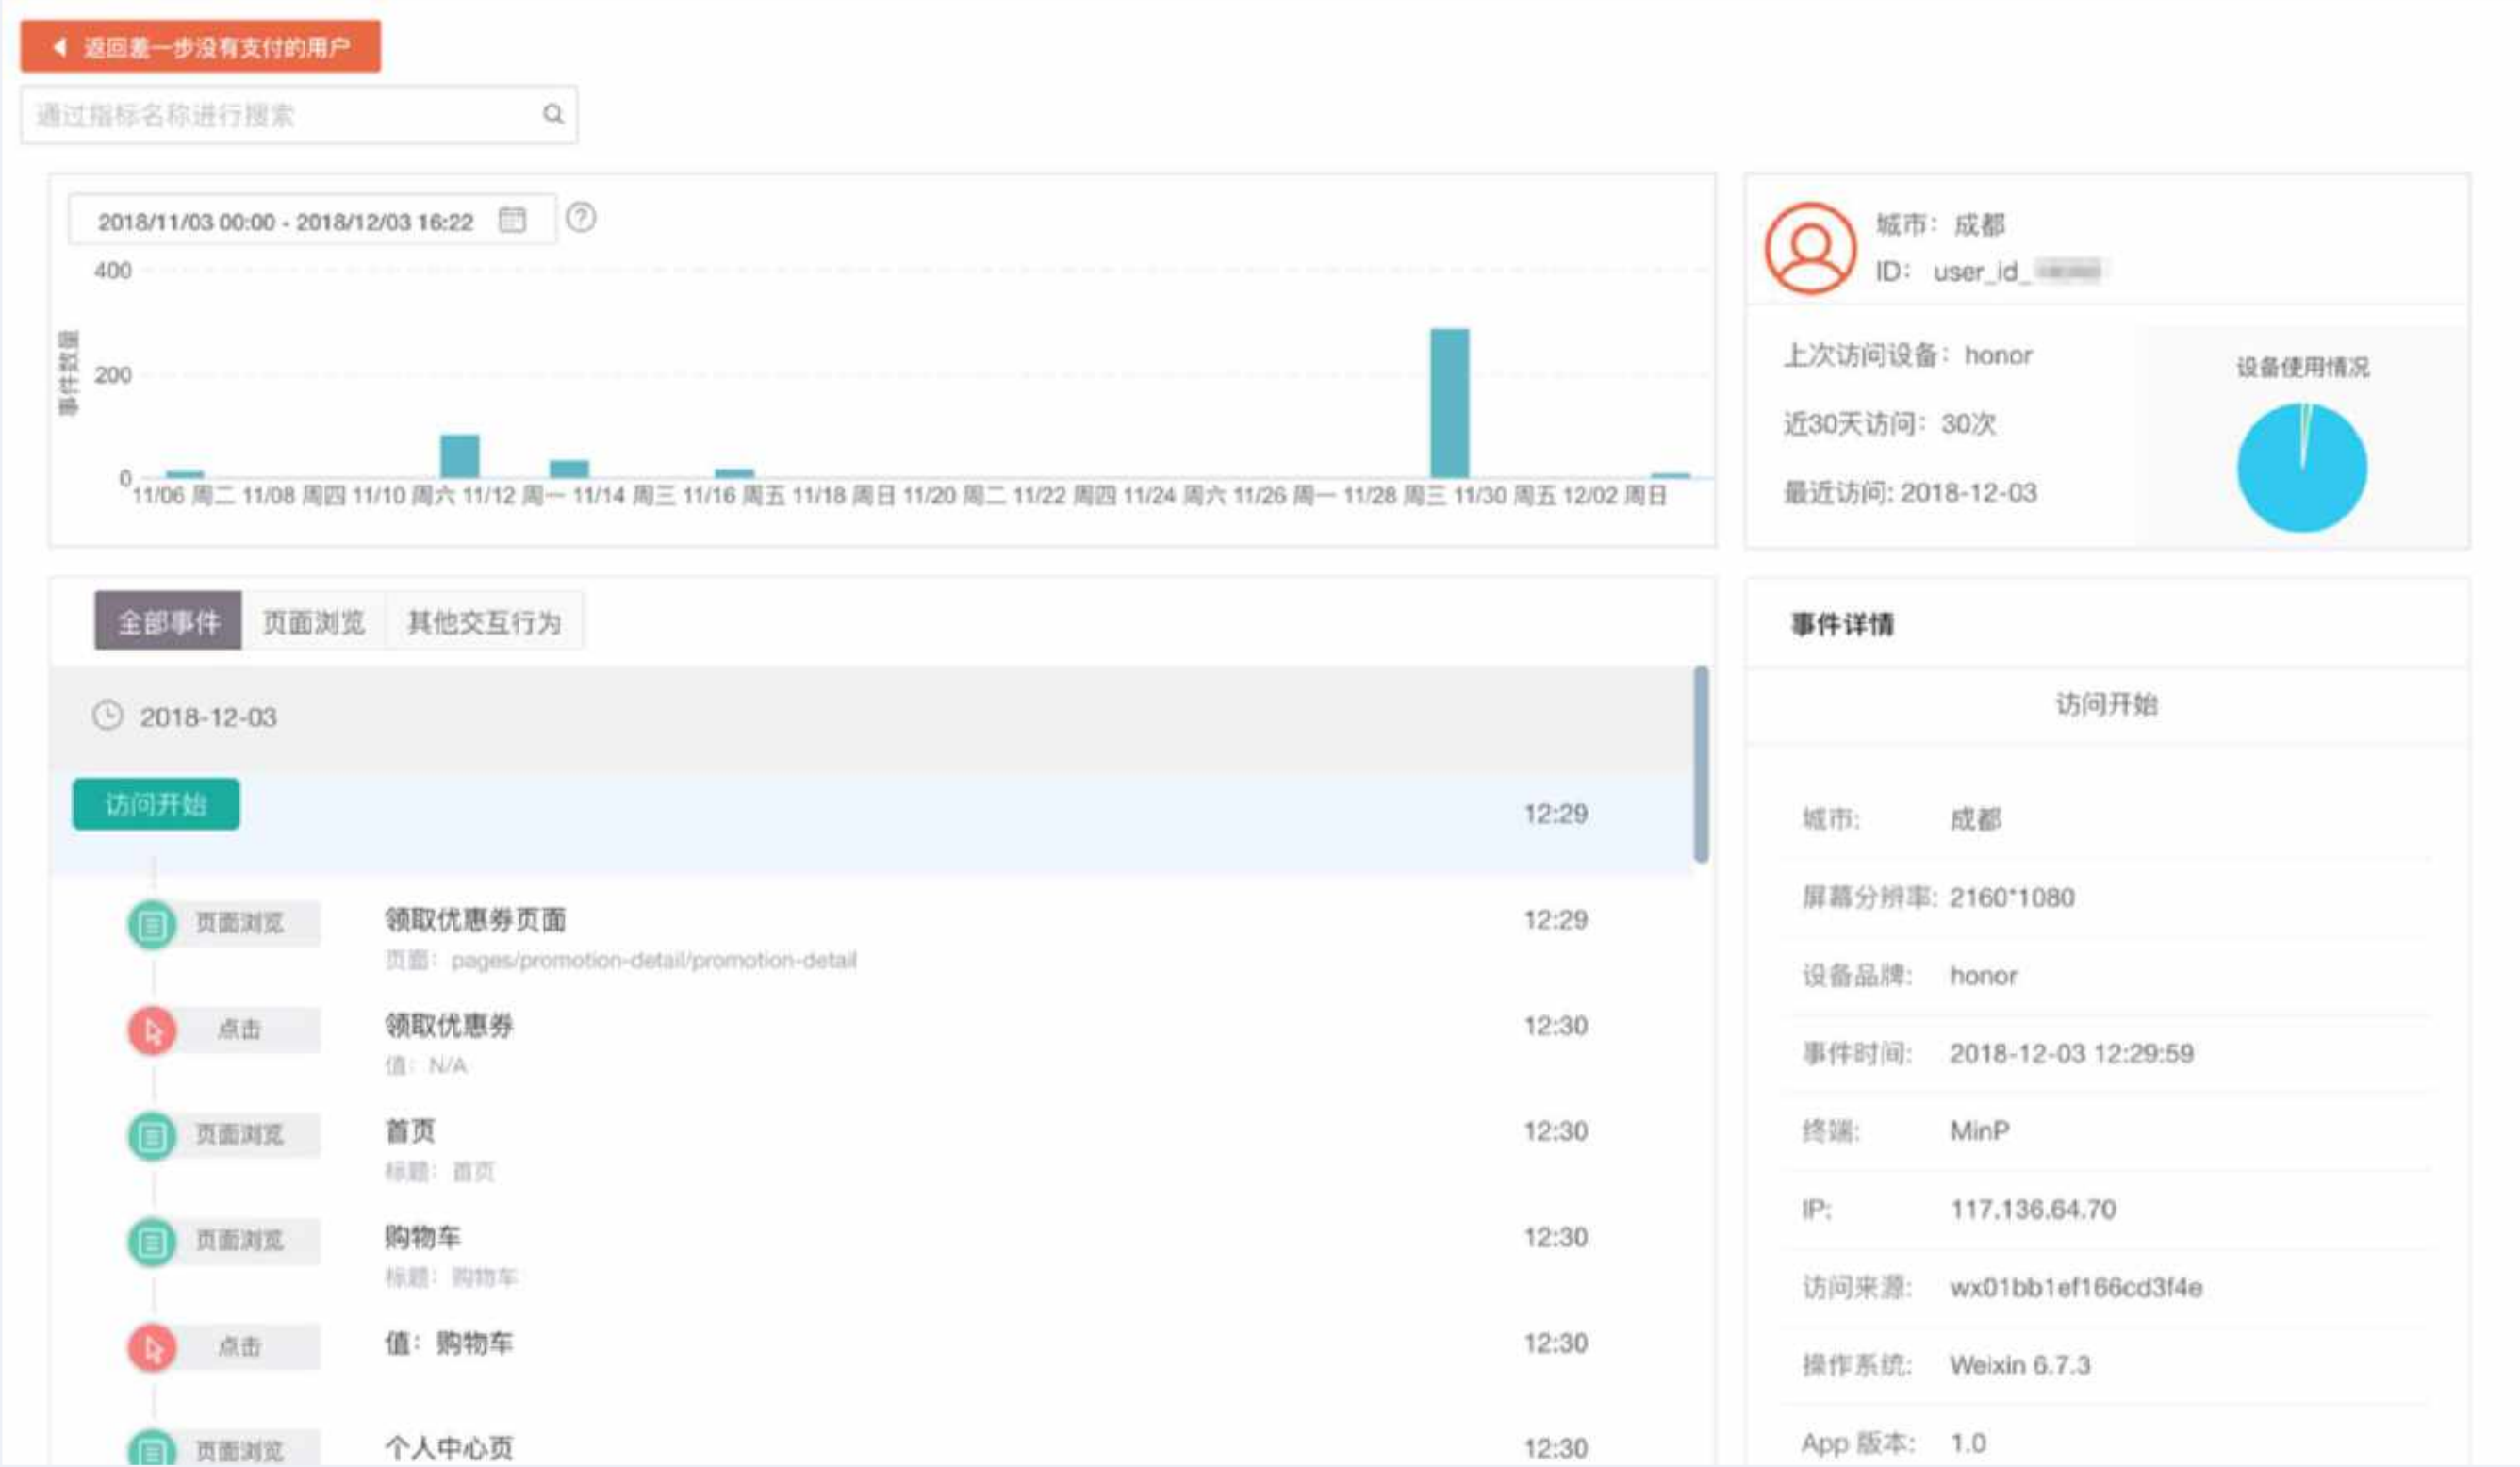 返回差一步没有支付的用户
通过指标名称进行搜索
2018/11/03 00:00 - 2018/12/03 16:22
400
200
0
事件数量
11/06 周二 11/08 周四 11/10 周六 11/12 周一 11/14 周三 11/16 周五 11/18 周日 11/20 周二 11/22 周四 11/24 周六 11/26 周一 11/28 周三 11/30 周五 12/02 周日
城市：成都
ID： user_id_
上次访问设备：honor
近30天访问：30次
最近访问: 2018-12-03
设备使用情况
全部事件 页面浏览 其他交互行为
2018-12-03
访问开始 12:29
页面浏览 领取优惠券页面 12:29
页面：pages/promotion-detail/promotion-detail
点击 领取优惠券 12:30
值：N/A
页面浏览 首页 12:30
标题：首页
页面浏览 购物车 12:30
标题：购物车
点击 值：购物车 12:30
页面浏览 个人中心页 12:30
事件详情
访问开始
城市: 成都
屏幕分辨率: 2160*1080
设备品牌: honor
事件时间: 2018-12-03 12:29:59
终端: MinP
IP: 117.136.64.70
访问来源: wx01bb1ef166cd3f4e
操作系统: Weixin 6.7.3
App 版本: 1.0